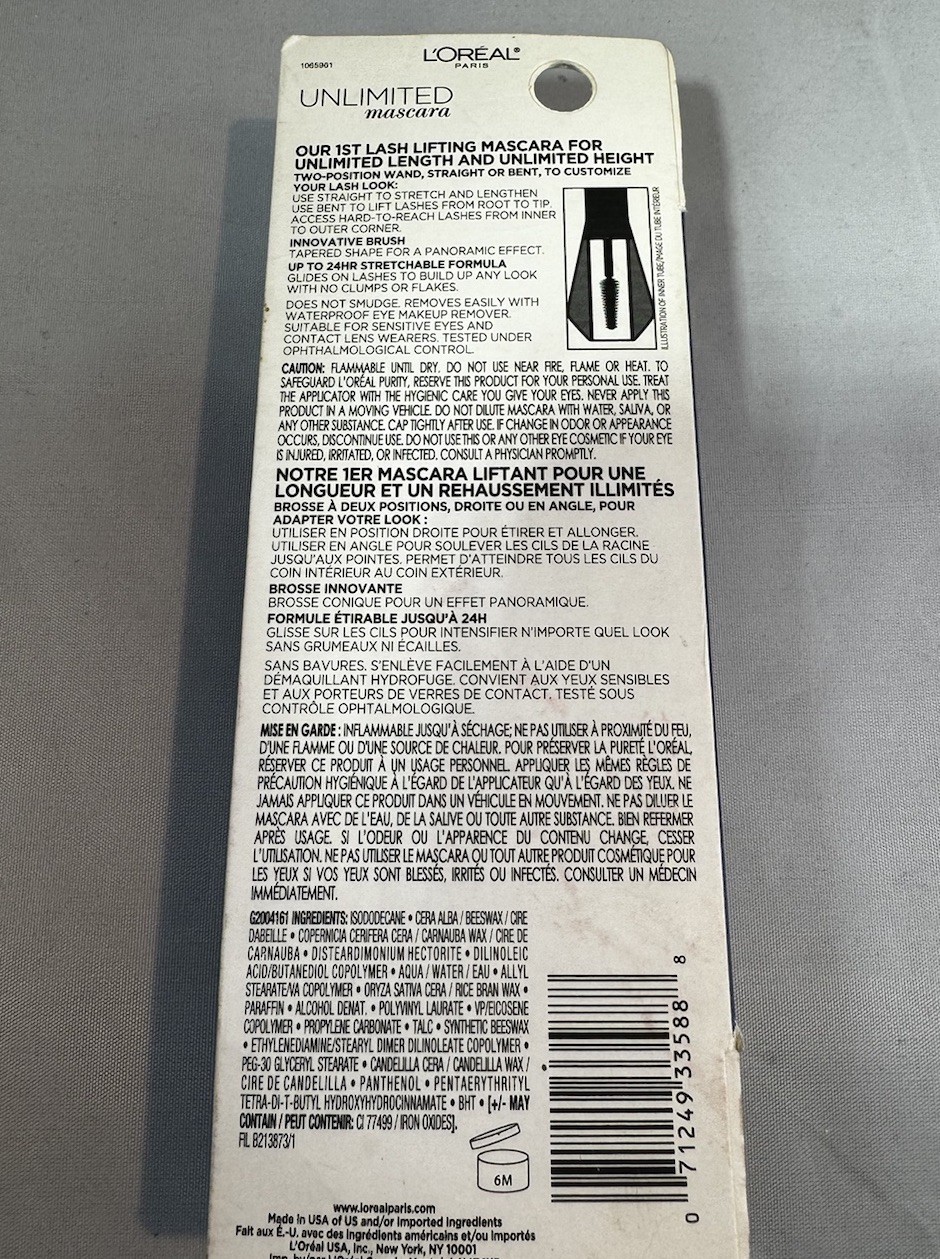 1065961
L'ORÉAL®
PARIS
UNLIMITED
mascara
OUR 1ST LASH LIFTING MASCARA FOR
UNLIMITED LENGTH AND UNLIMITED HEIGHT
TWO-POSITION WAND, STRAIGHT OR BENT, TO CUSTOMIZE
YOUR LASH LOOK:
USE STRAIGHT TO STRETCH AND LENGTHEN
USE BENT TO LIFT LASHES FROM ROOT TO TIP.
ACCESS HARD-TO-REACH LASHES FROM INNER
TO OUTER CORNER.
INNOVATIVE BRUSH
TAPERED SHAPE FOR A PANORAMIC EFFECT.
UP TO 24HR STRETCHABLE FORMULA
GLIDES ON LASHES TO BUILD UP ANY LOOK
WITH NO CLUMPS OR FLAKES.
DOES NOT SMUDGE. REMOVES EASILY WITH
WATERPROOF EYE MAKEUP REMOVER.
SUITABLE FOR SENSITIVE EYES AND
CONTACT LENS WEARERS. TESTED UNDER
OPHTHALMOLOGICAL CONTROL.
ILLUSTRATION OF INNER TUBE/IMAGE DU TUBE INTÉRIEUR
CAUTION: FLAMMABLE UNTIL DRY. DO NOT USE NEAR FIRE, FLAME OR HEAT. TO
SAFEGUARD L'ORÉAL PURITY, RESERVE THIS PRODUCT FOR YOUR PERSONAL USE. TREAT
THE APPLICATOR WITH THE HYGIENIC CARE YOU GIVE YOUR EYES. NEVER APPLY THIS
PRODUCT IN A MOVING VEHICLE. DO NOT DILUTE MASCARA WITH WATER, SALIVA, OR
ANY OTHER SUBSTANCE. CAP TIGHTLY AFTER USE. IF CHANGE IN ODOR OR APPEARANCE
OCCURS, DISCONTINUE USE. DO NOT USE THIS OR ANY OTHER EYE COSMETIC IF YOUR EYE
IS INJURED, IRRITATED, OR INFECTED. CONSULT A PHYSICIAN PROMPTLY.
NOTRE 1ER MASCARA LIFTANT POUR UNE
LONGUEUR ET UN REHAUSSEMENT ILLIMITÉS
BROSSE À DEUX POSITIONS, DROITE OU EN ANGLE, POUR
ADAPTER VOTRE LOOK :
UTILISER EN POSITION DROITE POUR ÉTIRER ET ALLONGER.
UTILISER EN ANGLE POUR SOULEVER LES CILS DE LA RACINE
JUSQU'AUX POINTES. PERMET D'ATTEINDRE TOUS LES CILS DU
COIN INTÉRIEUR AU COIN EXTÉRIEUR.
BROSSE INNOVANTE
BROSSE CONIQUE POUR UN EFFET PANORAMIQUE.
FORMULE ÉTIRABLE JUSQU'À 24H
GLISSE SUR LES CILS POUR INTENSIFIER N'IMPORTE QUEL LOOK
SANS GRUMEAUX NI ÉCAILLES.
SANS BAVURES. S'ENLÈVE FACILEMENT À L'AIDE D'UN
DÉMAQUILLANT HYDROFUGE. CONVIENT AUX YEUX SENSIBLES
ET AUX PORTEURS DE VERRES DE CONTACT. TESTÉ SOUS
CONTRÔLE OPHTALMOLOGIQUE.
MISE EN GARDE : INFLAMMABLE JUSQU'À SÉCHAGE; NE PAS UTILISER À PROXIMITÉ DU FEU,
D'UNE FLAMME OU D'UNE SOURCE DE CHALEUR. POUR PRÉSERVER LA PURETÉ L'ORÉAL,
RÉSERVER CE PRODUIT À UN USAGE PERSONNEL. APPLIQUER LES MÊMES RÈGLES DE
PRÉCAUTION HYGIÉNIQUE À L'ÉGARD DE L'APPLICATEUR QU'À L'ÉGARD DES YEUX. NE
JAMAIS APPLIQUER CE PRODUIT DANS UN VÉHICULE EN MOUVEMENT. NE PAS DILUER LE
MASCARA AVEC DE L'EAU, DE LA SALIVE OU TOUTE AUTRE SUBSTANCE. BIEN REFERMER
APRÈS USAGE. SI L'ODEUR OU L'APPARENCE DU CONTENU CHANGE, CESSER
L'UTILISATION. NE PAS UTILISER LE MASCARA OU TOUT AUTRE PRODUIT COSMÉTIQUE POUR
LES YEUX SI VOS YEUX SONT BLESSÉS, IRRITÉS OU INFECTÉS. CONSULTER UN MÉDECIN
IMMÉDIATEMENT.
G2004161 INGREDIENTS: ISODODECANE • CERA ALBA / BEESWAX / CIRE
DABEILLE • COPERNICIA CERIFERA CERA / CARNAUBA WAX / CIRE DE
CARNAUBA • DISTEARDIMONIUM HECTORITE • DILINOLEIC
ACID/BUTANEDIOL COPOLYMER • AQUA / WATER / EAU • ALLYL
STEARATE/VA COPOLYMER • ORYZA SATIVA CERA / RICE BRAN WAX •
PARAFFIN • ALCOHOL DENAT. • POLYVINYL LAURATE • VP/EICOSENE
COPOLYMER • PROPYLENE CARBONATE • TALC • SYNTHETIC BEESWAX
• ETHYLENEDIAMINE/STEARYL DIMER DILINOLEATE COPOLYMER •
PEG-30 GLYCERYL STEARATE • CANDELILLA CERA / CANDELILLA WAX /
CIRE DE CANDELILLA • PANTHENOL • PENTAERYTHRITYL
TETRA-DI-T-BUTYL HYDROXYHYDROCINNAMATE • BHT • [+/- MAY
CONTAIN / PEUT CONTENIR: CI 77499 / IRON OXIDES].
FIL B213873/1
6M
0 71249 33588 8
www.lorealparis.com
Made in USA of US and/or Imported Ingredients
Fait aux É.-U. avec des ingrédients américains et/ou importés
L'Oréal USA, Inc., New York, NY 10001